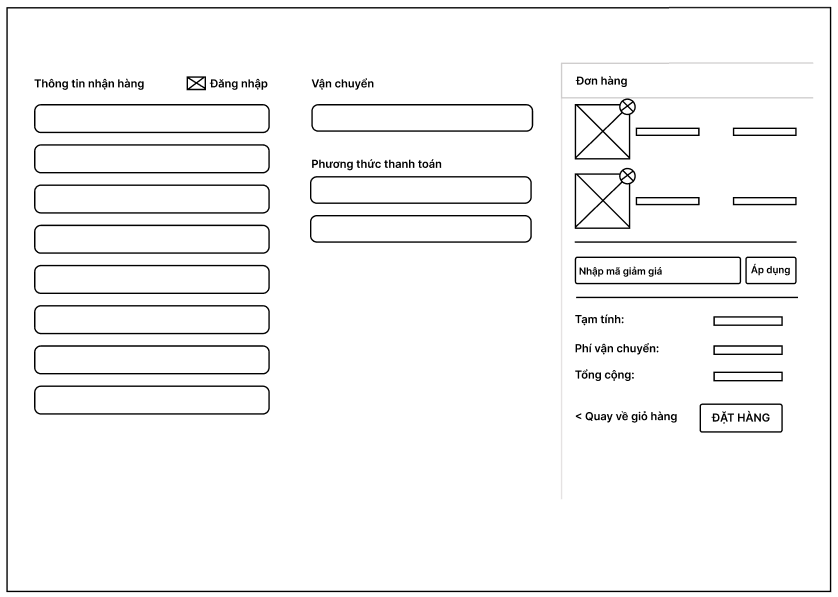 Thông tin nhận hàng
Đăng nhập
Vận chuyển
Phương thức thanh toán
Đơn hàng
Nhập mã giảm giá
Áp dụng
Tạm tính:
Phí vận chuyển:
Tổng cộng:
< Quay về giỏ hàng
ĐẶT HÀNG